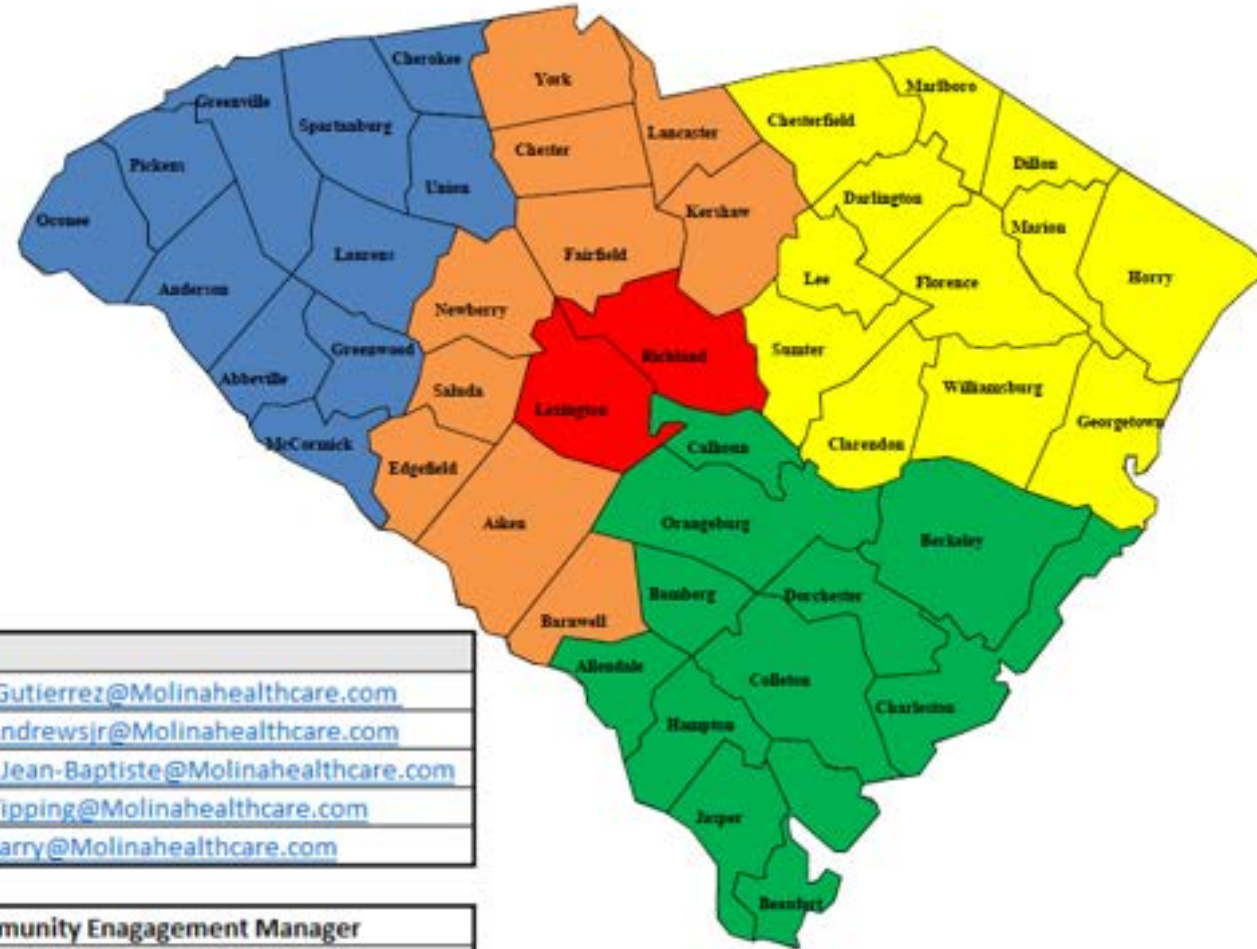 Cherokee
York
Greenville
Spartanburg
Marlboro
Chesterfield
Lancaster
Chester
Pickens
Union
Dillon
Oconee
Darlington
Kershaw
Marion
Laurens
Fairfield
Lee
Florence
Horry
Anderson
Newberry
Greenwood
Richland
Sumter
Abbeville
Saluda
Williamsburg
Lexington
Georgetown
McCormick
Calhoun
Clarendon
Edgefield
Aiken
Orangeburg
Berkeley
Bamberg
Dorchester
Barnwell
Allendale
Colleton
Charleston
Hampton
Jasper
Beaufort
Gutierrez@Molinahealthcare.com
ndrewsjr@Molinahealthcare.com
Jean-Baptiste@Molinahealthcare.com
ipping@Molinahealthcare.com
arry@Molinahealthcare.com
munity Enagagement Manager